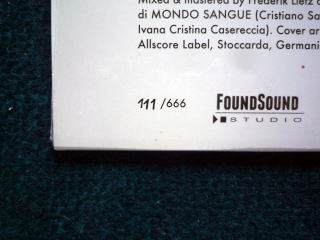 Mixed & mastered by Frederik Lietz
di MONDO SANGUE (Cristiano Sa
Ivana Cristina Casereccia). Cover ar
Allscore Label, Stoccarda, Germani
111/666
FOUNDSOUND
STUDIO